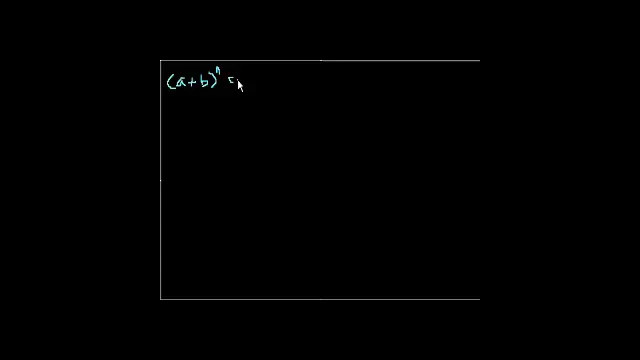 (a+b)ⁿ =